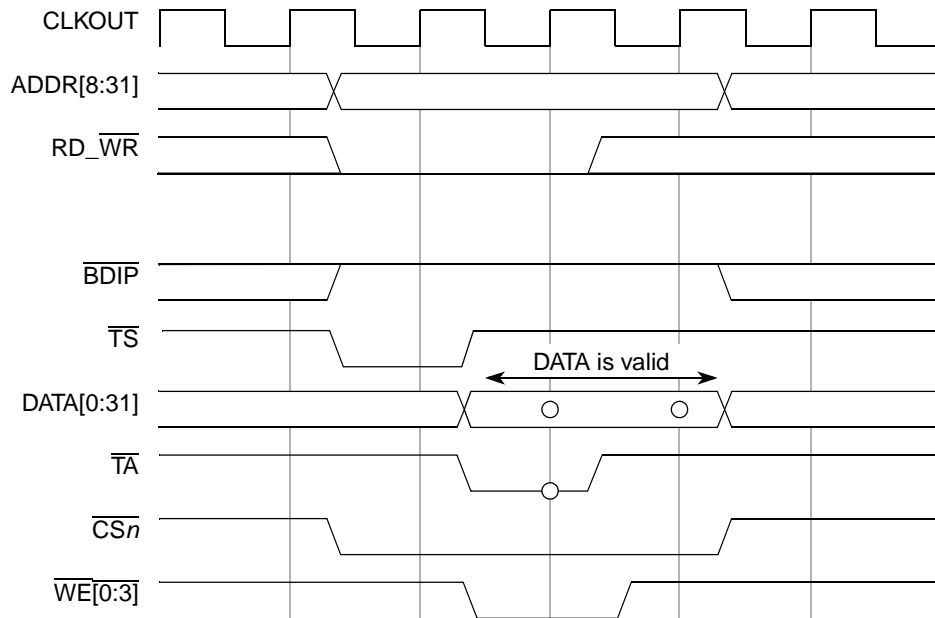 CLKOUT
ADDR[8:31]
RD_WR
BDIP
TS
DATA is valid
DATA[0:31]
TA
CSn
WE[0:3]